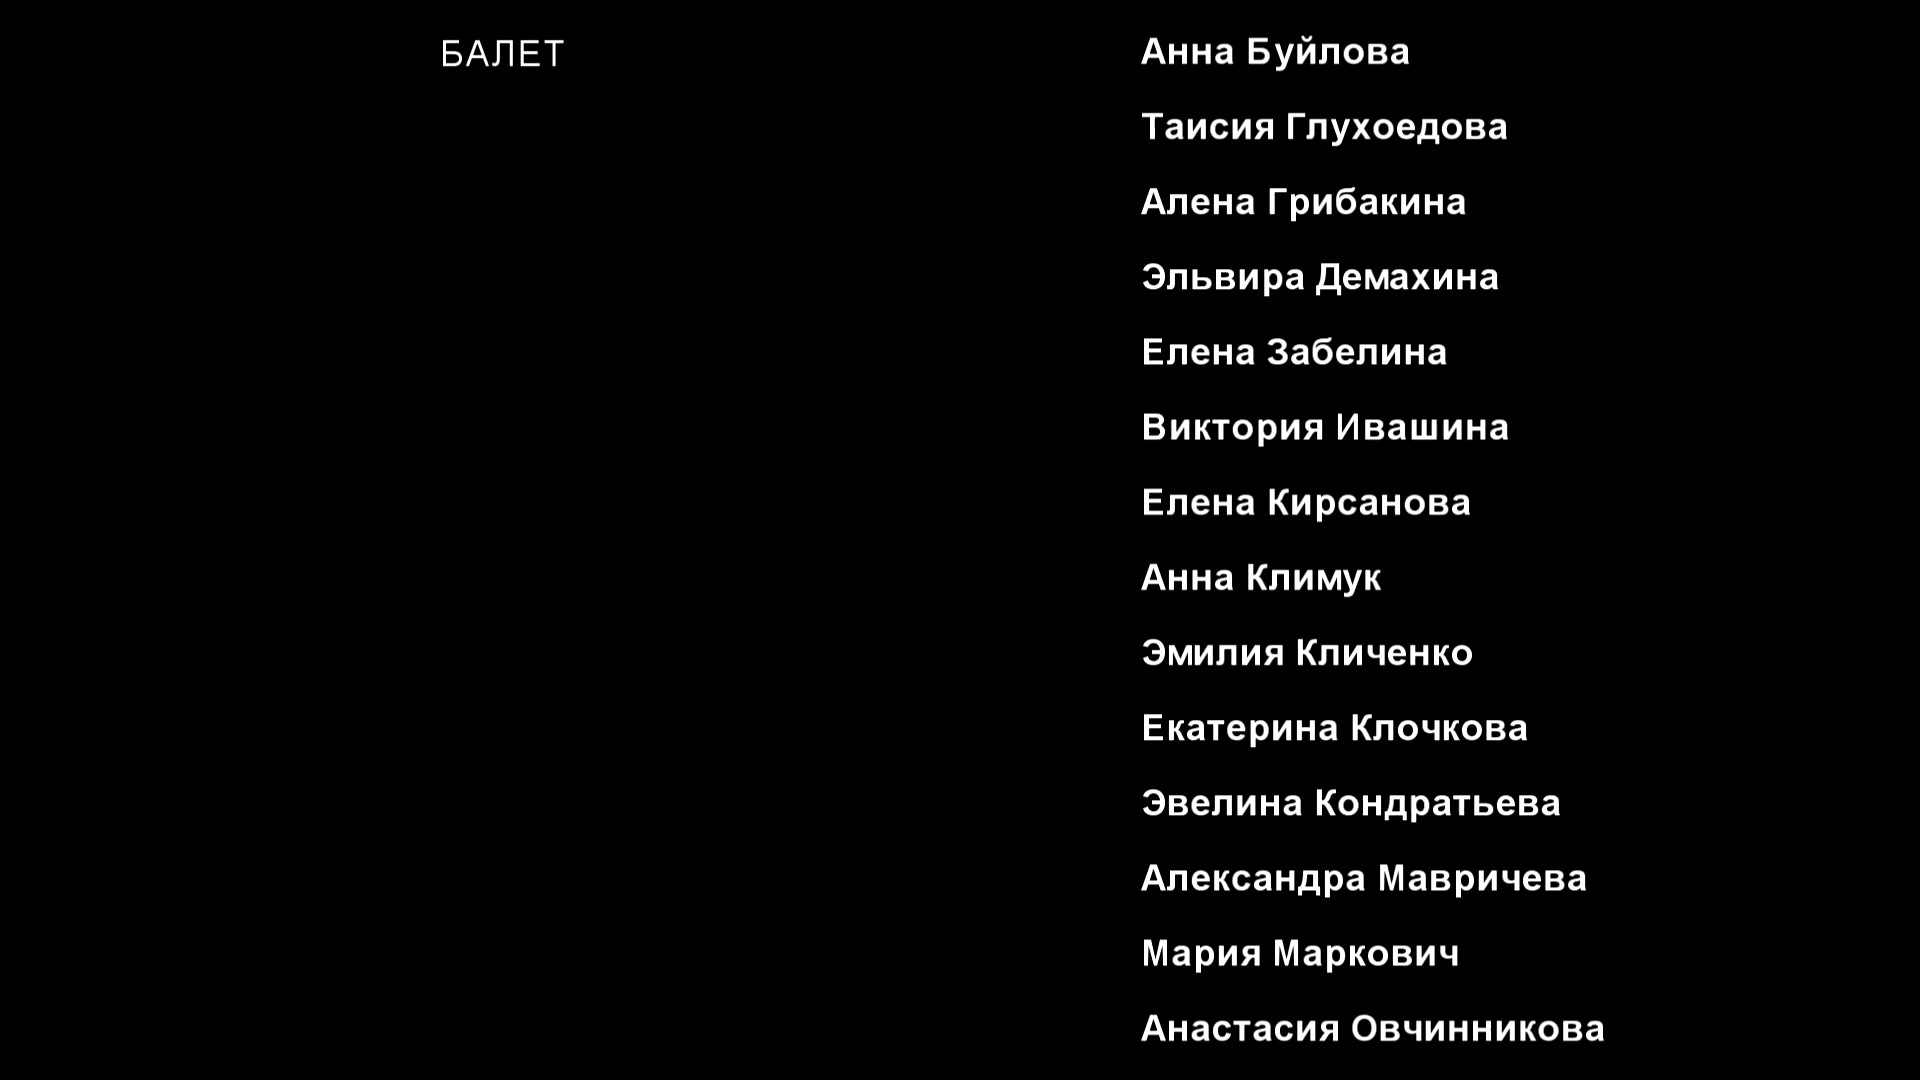 БАЛЕТ
Анна Буйлова
Таисия Глухоедова
Алена Грибакина
Эльвира Демахина
Елена Забелина
Виктория Ивашина
Елена Кирсанова
Анна Климук
Эмилия Кличенко
Екатерина Клочкова
Эвелина Кондратьева
Александра Мавричева
Мария Маркович
Анастасия Овчинникова